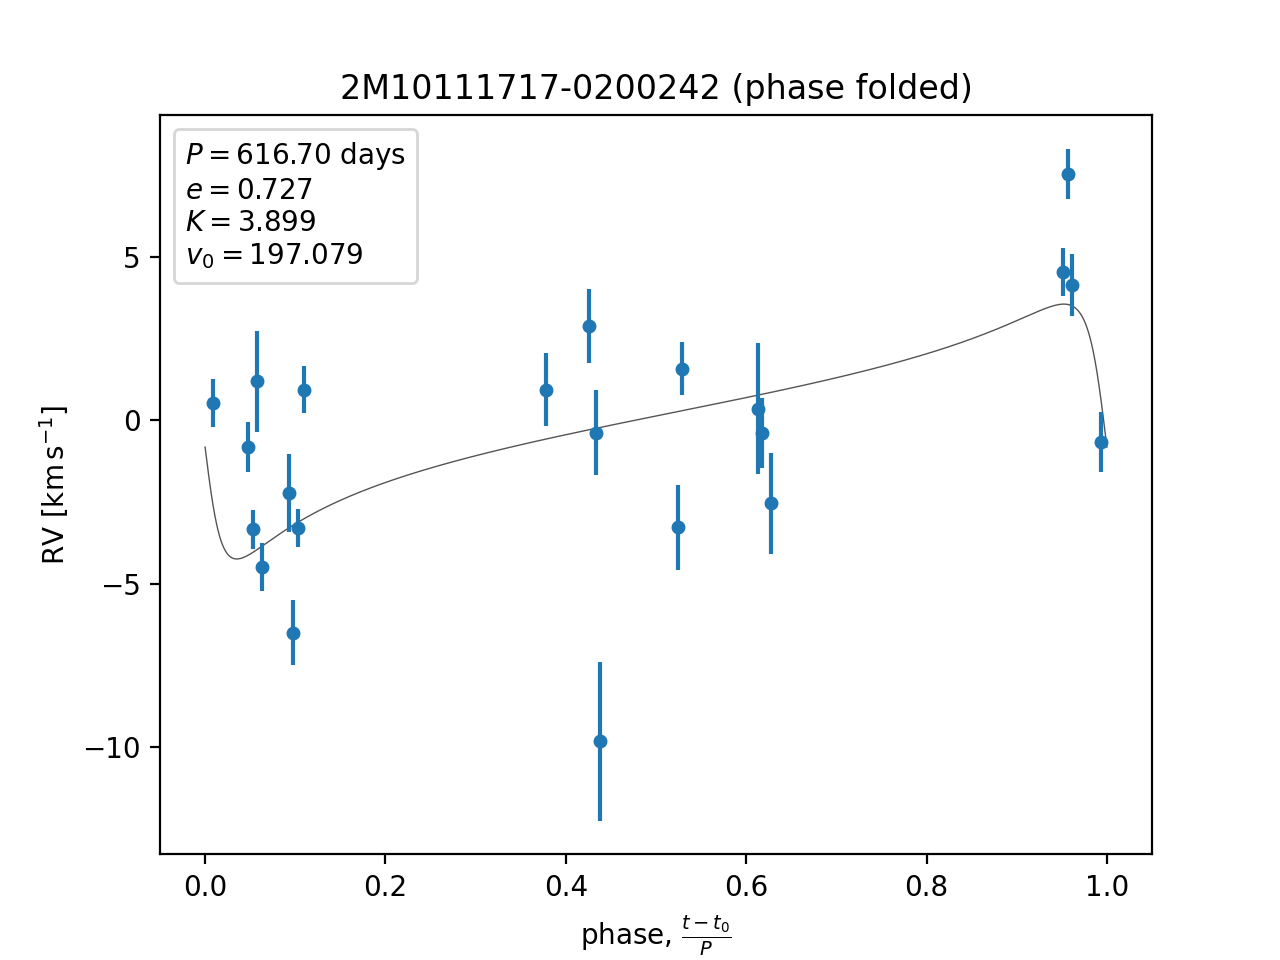 2M10111717-0200242 (phase folded)
P = 616.70 days
e = 0.727
K = 3.899
v₀ = 197.079
5
0
−5
−10
RV [km s⁻¹]
0.0 0.2 0.4 0.6 0.8 1.0
phase, (t − t₀)/P